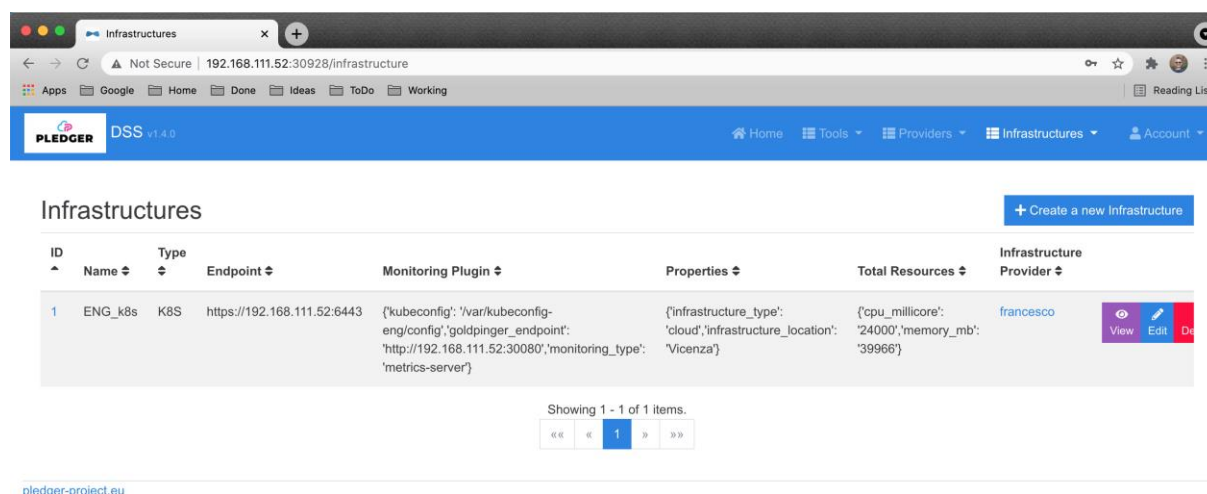 Infrastructures
Not Secure 192.168.111.52:30928/infrastructure
Apps Google Home Done Ideas ToDo Working Reading Lis
PLEDGER DSS v1.4.0 Home Tools Providers Infrastructures Account
Infrastructures
+ Create a new Infrastructure
ID Name Type Endpoint Monitoring Plugin Properties Total Resources Infrastructure Provider
1 ENG_k8s K8S https://192.168.111.52:6443 {'kubeconfig': '/var/kubeconfig- {'infrastructure_type': {'cpu_millicore': francesco View Edit De
eng/config','goldpinger_endpoint': 'cloud','infrastructure_location': '24000','memory_mb':
'http://192.168.111.52:30080','monitoring_type': 'Vicenza'} '39966'}
'metrics-server'}
Showing 1 - 1 of 1 items.
«« « 1 » »»
pledger-project.eu